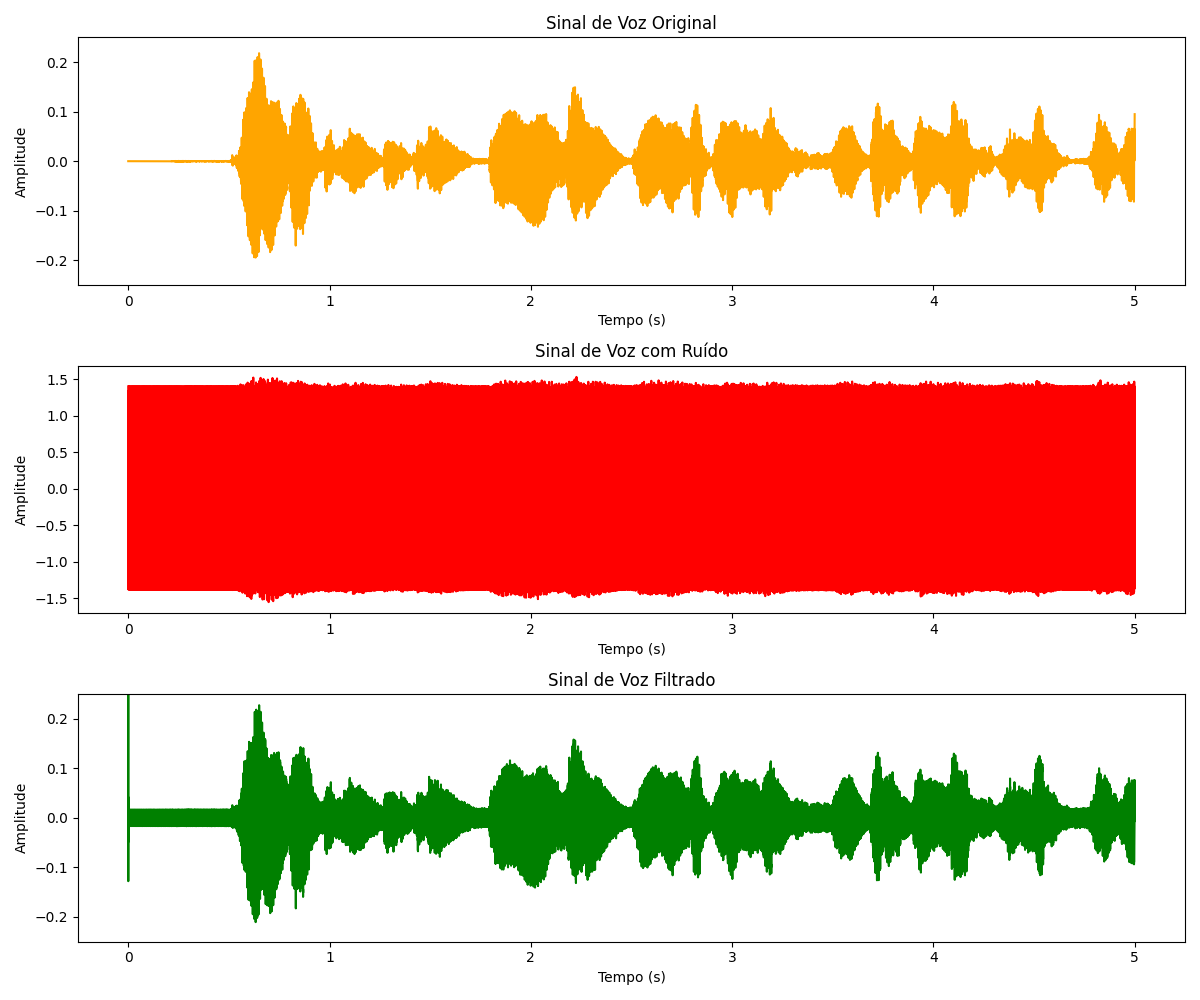 Sinal de Voz Original
Amplitude
0.2
0.1
0.0
−0.1
−0.2
0 1 2 3 4 5
Tempo (s)
Sinal de Voz com Ruído
Amplitude
1.5
1.0
0.5
0.0
−0.5
−1.0
−1.5
0 1 2 3 4 5
Tempo (s)
Sinal de Voz Filtrado
Amplitude
0.2
0.1
0.0
−0.1
−0.2
0 1 2 3 4 5
Tempo (s)